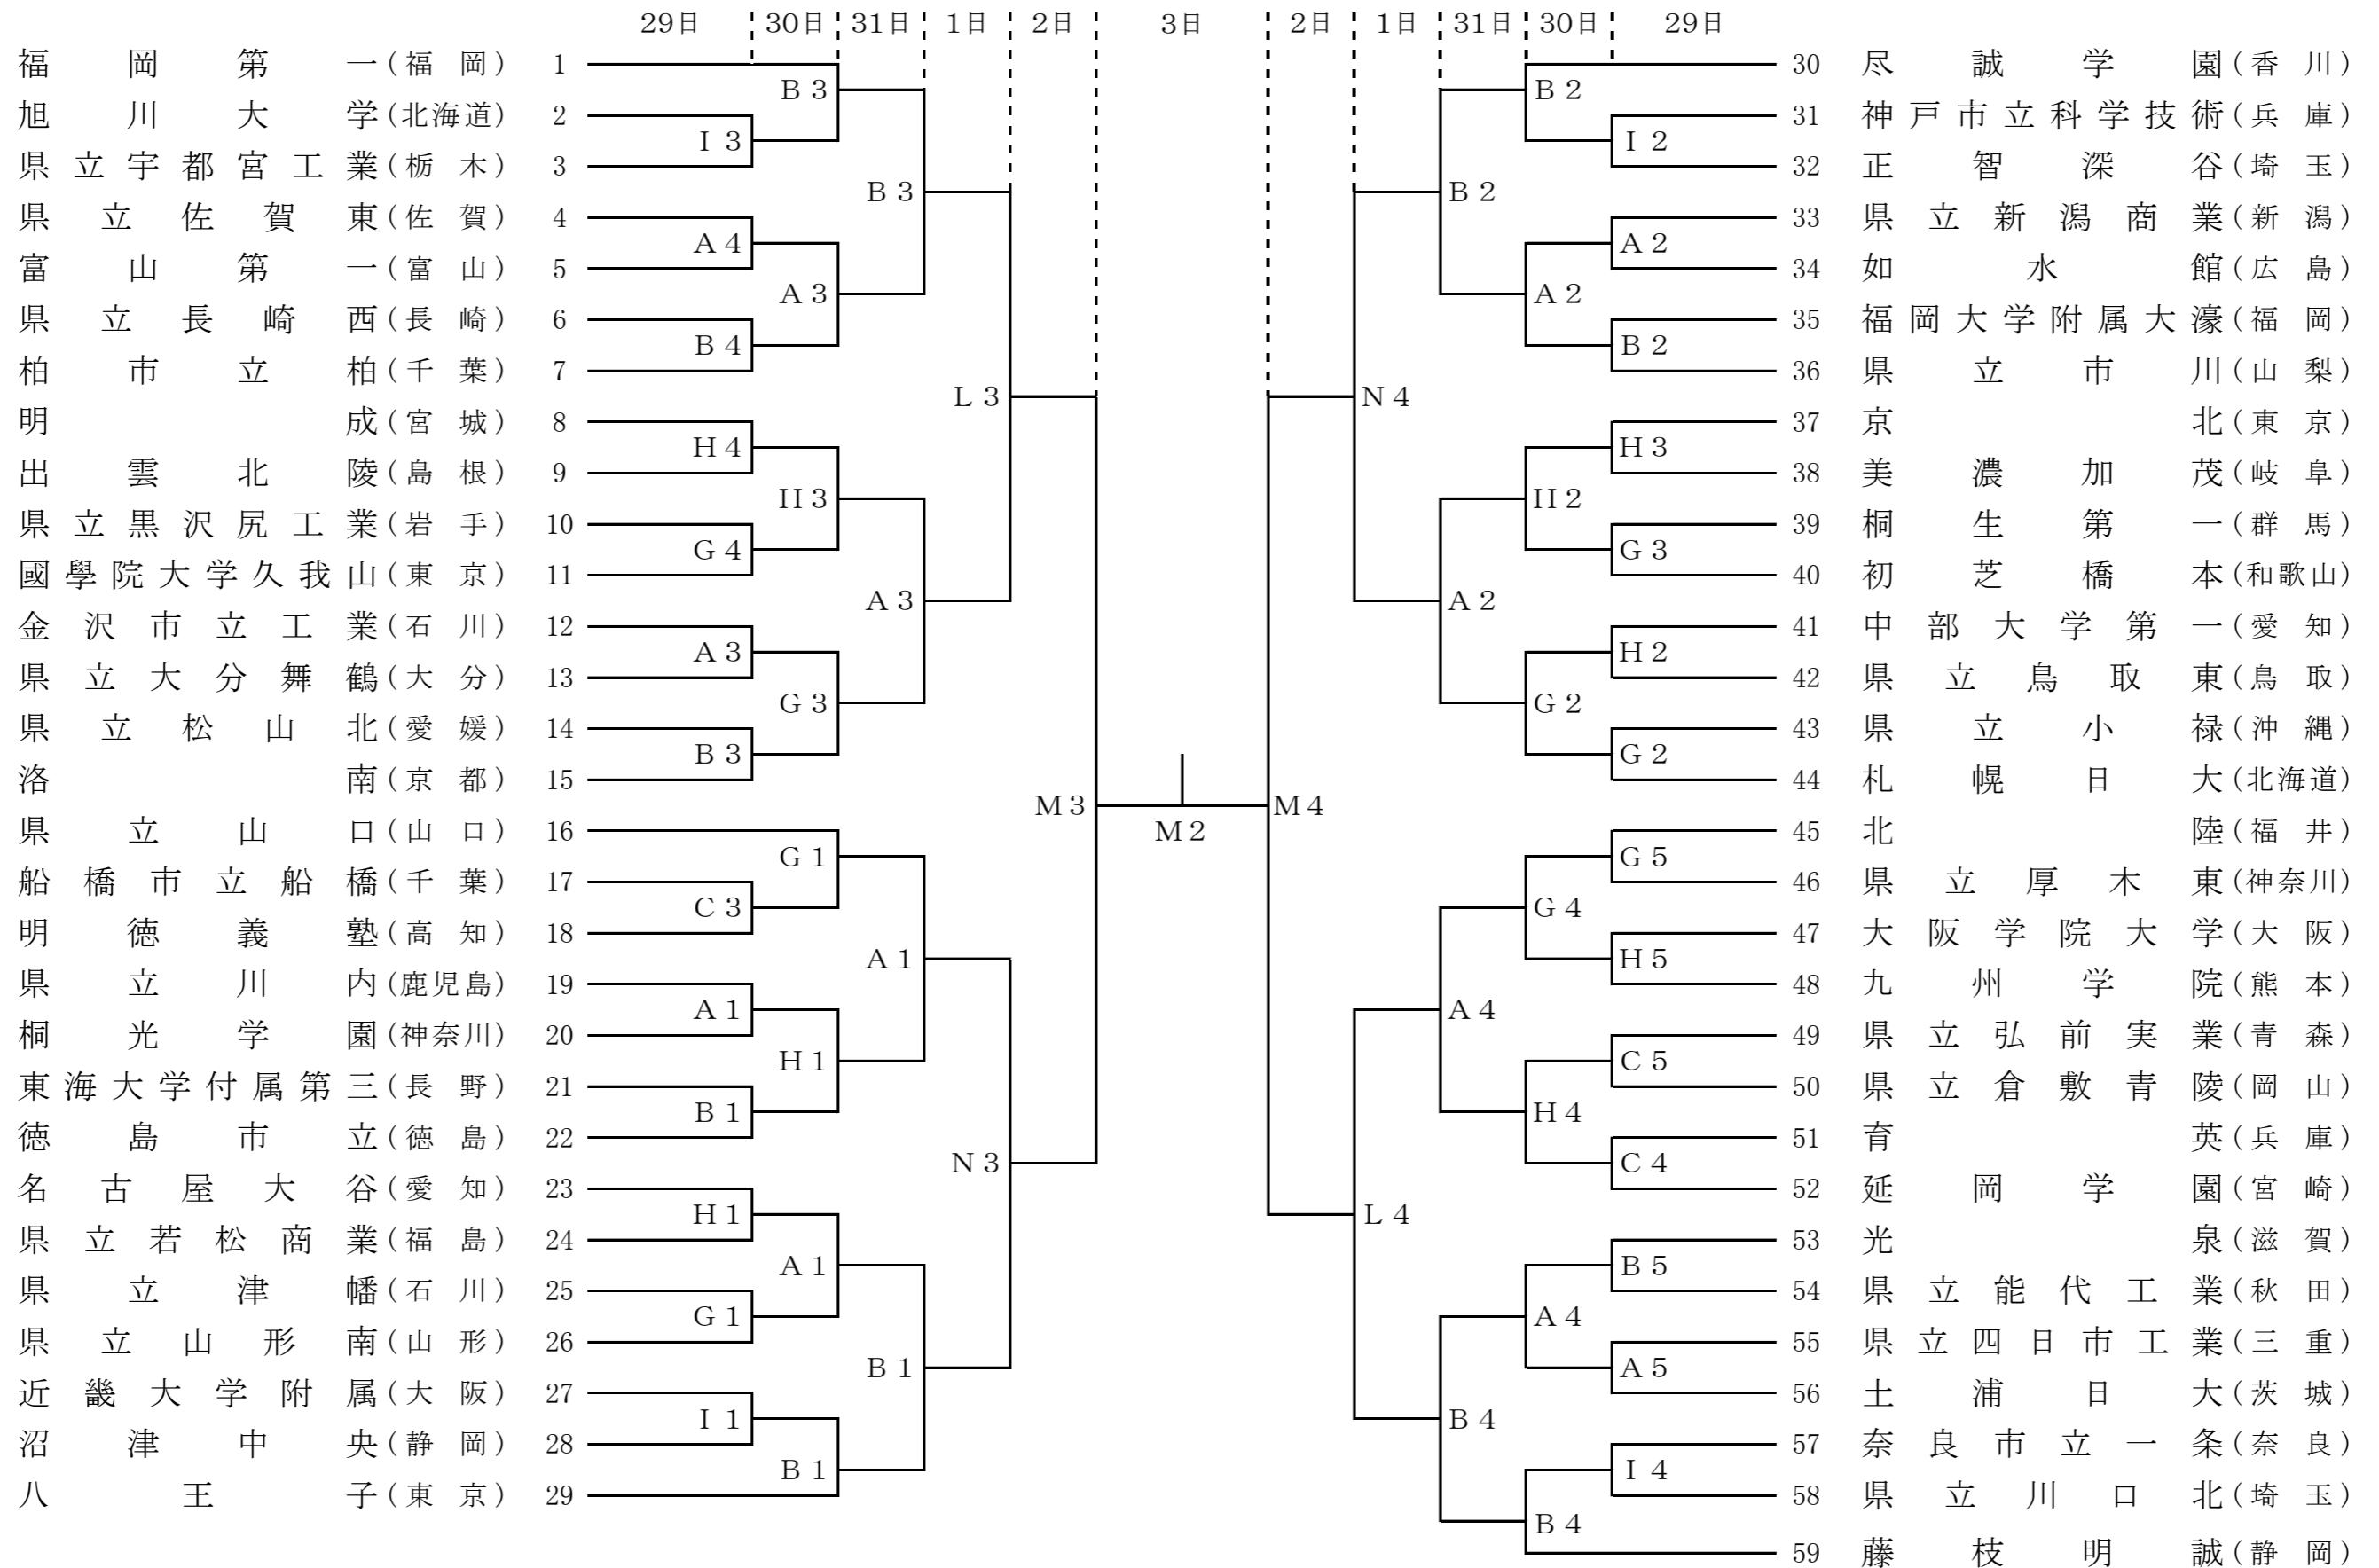 29日 30日 31日 1日 2日 3日 2日 1日 31日 30日 29日
福岡第一(福岡) 1
旭川大学(北海道) 2
県立宇都宮工業(栃木) 3
県立佐賀東(佐賀) 4
富山第一(富山) 5
県立長崎西(長崎) 6
柏市立柏(千葉) 7
明成(宮城) 8
出雲北陵(島根) 9
県立黒沢尻工業(岩手) 10
國學院大学久我山(東京) 11
金沢市立工業(石川) 12
県立大分舞鶴(大分) 13
県立松山北(愛媛) 14
洛南(京都) 15
県立山口(山口) 16
船橋市立船橋(千葉) 17
明徳義塾(高知) 18
県立川内(鹿児島) 19
桐光学園(神奈川) 20
東海大学付属第三(長野) 21
徳島市立(徳島) 22
名古屋大谷(愛知) 23
県立若松商業(福島) 24
県立津幡(石川) 25
県立山形南(山形) 26
近畿大学附属(大阪) 27
沼津中央(静岡) 28
八王子(東京) 29
I3
A4
B4
H4
G4
A3
B3
C3
A1
B1
H1
G1
I1
B3
A3
H3
G3
G1
H1
A1
B1
B3
A3
A1
B1
L3
N3
M3
M2
M4
N4
L4
B2
A2
A4
B4
B2
A2
H2
G2
G4
H4
A4
B4
I2
A2
B2
H3
G3
H2
G2
G5
H5
C5
C4
B5
A5
I4
30 尽誠学園(香川)
31 神戸市立科学技術(兵庫)
32 正智深谷(埼玉)
33 県立新潟商業(新潟)
34 如水館(広島)
35 福岡大学附属大濠(福岡)
36 県立市川(山梨)
37 京北(東京)
38 美濃加茂(岐阜)
39 桐生第一(群馬)
40 初芝橋本(和歌山)
41 中部大学第一(愛知)
42 県立鳥取東(鳥取)
43 県立小禄(沖縄)
44 札幌日大(北海道)
45 北陸(福井)
46 県立厚木東(神奈川)
47 大阪学院大学(大阪)
48 九州学院(熊本)
49 県立弘前実業(青森)
50 県立倉敷青陵(岡山)
51 育英(兵庫)
52 延岡学園(宮崎)
53 光泉(滋賀)
54 県立能代工業(秋田)
55 県立四日市工業(三重)
56 土浦日大(茨城)
57 奈良市立一条(奈良)
58 県立川口北(埼玉)
59 藤枝明誠(静岡)